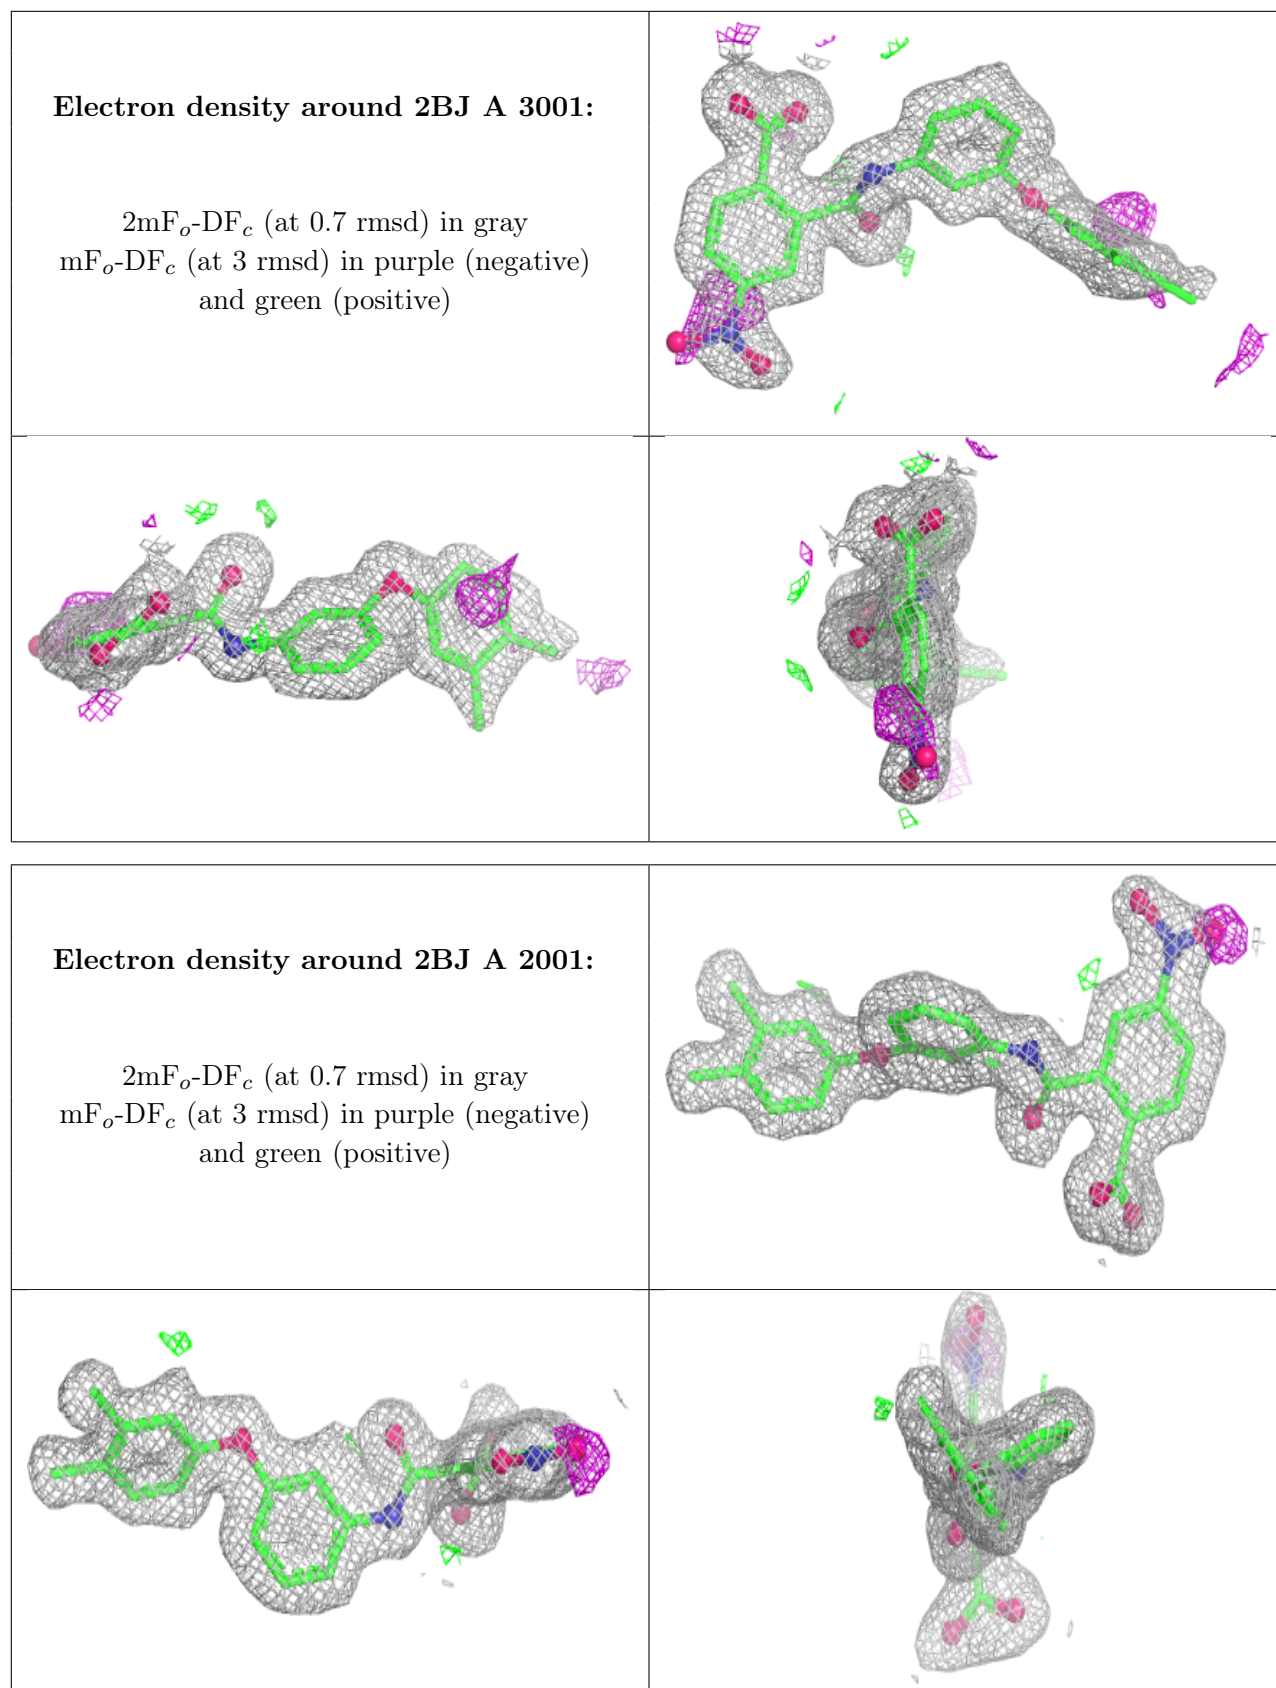 Electron density around 2BJ A 3001:
2mFo-DFc (at 0.7 rmsd) in gray
mFo-DFc (at 3 rmsd) in purple (negative)
and green (positive)
Electron density around 2BJ A 2001:
2mFo-DFc (at 0.7 rmsd) in gray
mFo-DFc (at 3 rmsd) in purple (negative)
and green (positive)